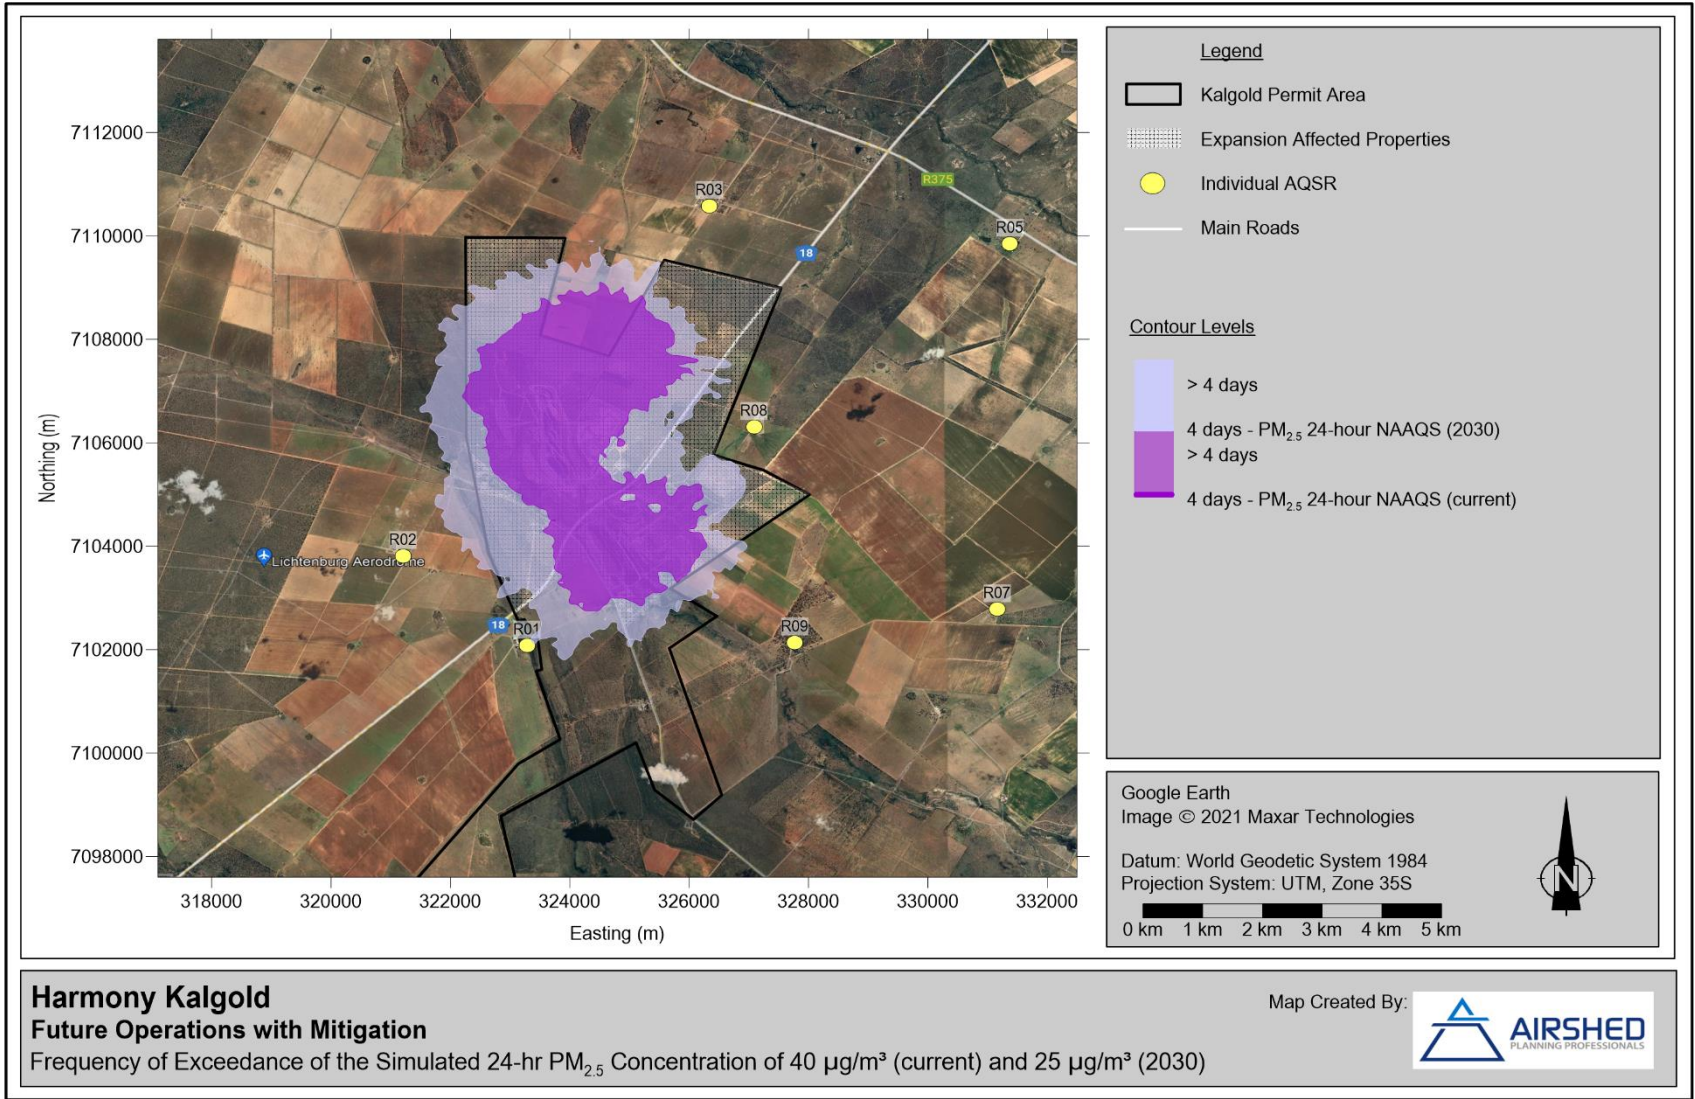 Legend
Kalgold Permit Area
Expansion Affected Properties
Individual AQSR
Main Roads
Contour Levels
> 4 days
4 days - PM2.5 24-hour NAAQS (2030)
> 4 days
4 days - PM2.5 24-hour NAAQS (current)
Northing (m)
7112000
7110000
7108000
7106000
7104000
7102000
7100000
7098000
R03
R375
R05
18
R08
R02
Lichtenburg Aerodrome
R07
18
R01
R09
318000 320000 322000 324000 326000 328000 330000 332000
Easting (m)
Google Earth
Image © 2021 Maxar Technologies
Datum: World Geodetic System 1984
Projection System: UTM, Zone 35S
0 km 1 km 2 km 3 km 4 km 5 km
N
Harmony Kalgold
Future Operations with Mitigation
Frequency of Exceedance of the Simulated 24-hr PM2.5 Concentration of 40 µg/m³ (current) and 25 µg/m³ (2030)
Map Created By:
AIRSHED
PLANNING PROFESSIONALS